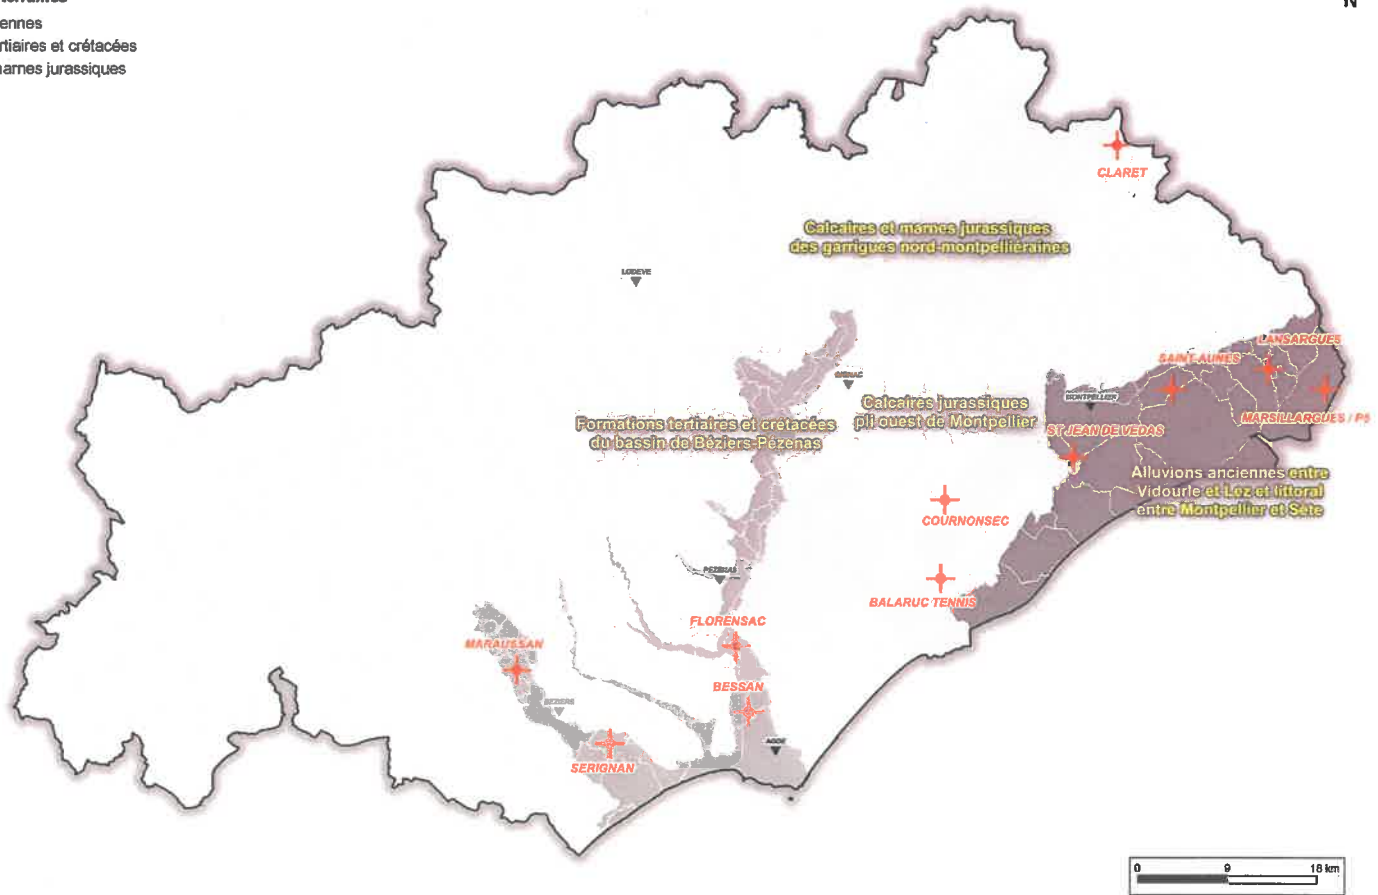 ennes
rtiaires et crétacées
narnes jurassiques
N
CLARET
Calcaires et marnes jurassiques
des garrigues nord-montpelliéraines
LODEVE
LANSARGUES
SAINT AUNES
GIGNAC
MONTPELLIER
Calcaires jurassiques
pli ouest de Montpellier
MARSILLARGUES / P5
Formations tertiaires et crétacées
du bassin de Béziers-Pézenas
ST JEAN DE VEDAS
Alluvions anciennes entre
Vidourle et Lez et littoral
entre Montpellier et Sète
COURNONSEC
PEZENAS
BALARUC TENNIS
FLORENSAC
MARAUSSAN
BESSAN
BEZIERS
AGDE
SERIGNAN
0 9 18 km